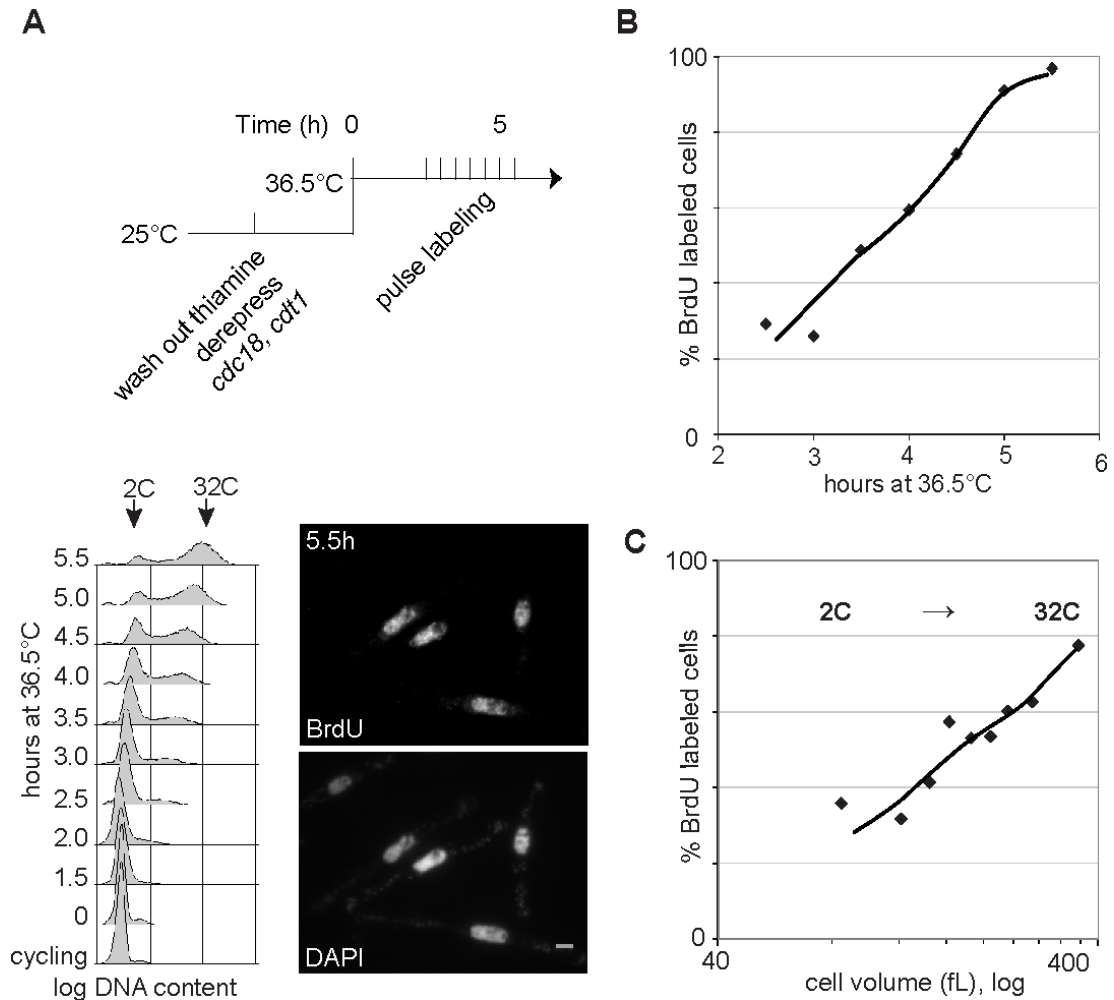 A
Time (h) 0 5
36.5°C
25°C
wash out thiamine
derepress
cdc18, cdt1
pulse labeling
2C 32C
hours at 36.5°C
5.5
5.0
4.5
4.0
3.5
3.0
2.5
2.0
1.5
0
cycling
log DNA content
5.5h
BrdU
DAPI
B
% BrdU labeled cells
100
0
2 3 4 5 6
hours at 36.5°C
C
% BrdU labeled cells
100
2C → 32C
0
40 400
cell volume (fL), log